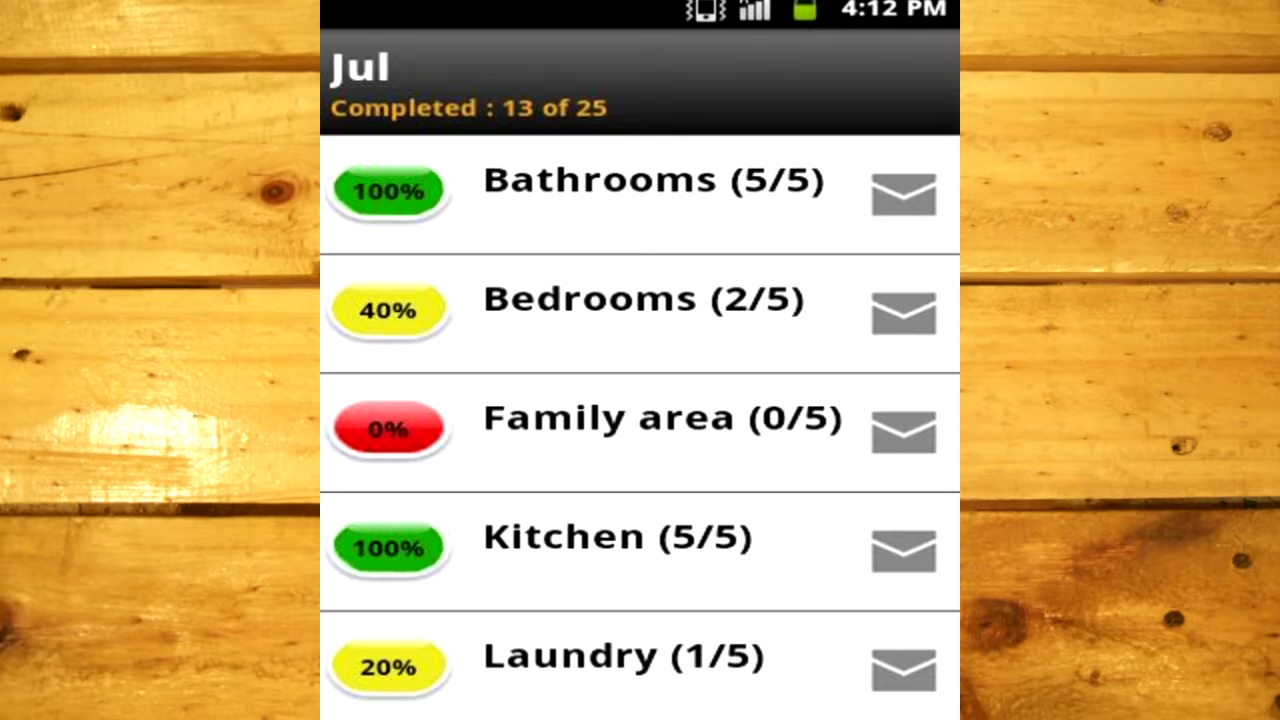 4:12 PM
Jul
Completed : 13 of 25
100%
Bathrooms (5/5)
40%
Bedrooms (2/5)
0%
Family area (0/5)
100%
Kitchen (5/5)
20%
Laundry (1/5)